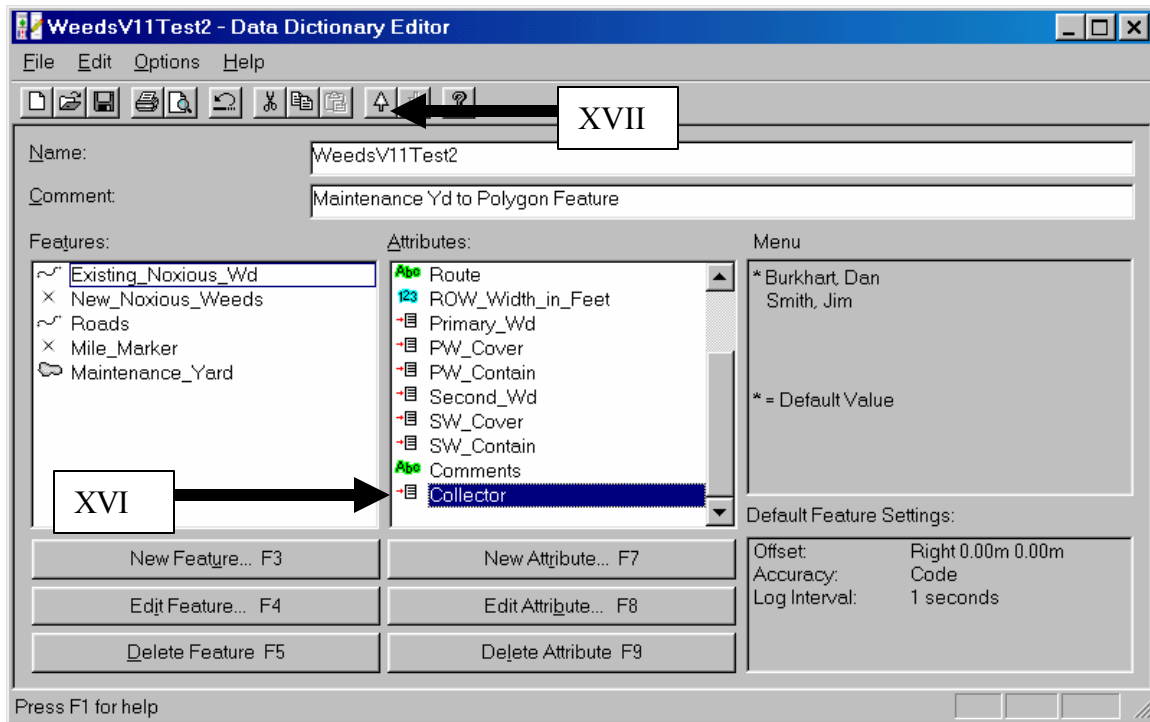 WeedsV11Test2 - Data Dictionary Editor
File Edit Options Help
XVII
Name: WeedsV11Test2
Comment: Maintenance Yd to Polygon Feature
Features:
Existing_Noxious_Wd
New_Noxious_Weeds
Roads
Mile_Marker
Maintenance_Yard
XVI
Attributes:
Abc Route
123 ROW_Width_in_Feet
Primary_Wd
PW_Cover
PW_Contain
Second_Wd
SW_Cover
SW_Contain
Abc Comments
Collector
Menu
* Burkhart, Dan
Smith, Jim
* = Default Value
Default Feature Settings:
Offset: Right 0.00m 0.00m
Accuracy: Code
Log Interval: 1 seconds
New Feature... F3
New Attribute... F7
Edit Feature... F4
Edit Attribute... F8
Delete Feature F5
Delete Attribute F9
Press F1 for help